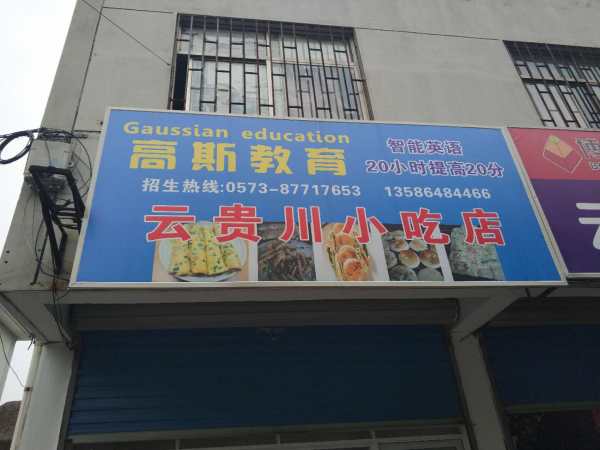 Gaussian education
高斯教育
智能英语
20小时提高20分
招生热线:0573-87717653 13586484466
云贵川小吃店